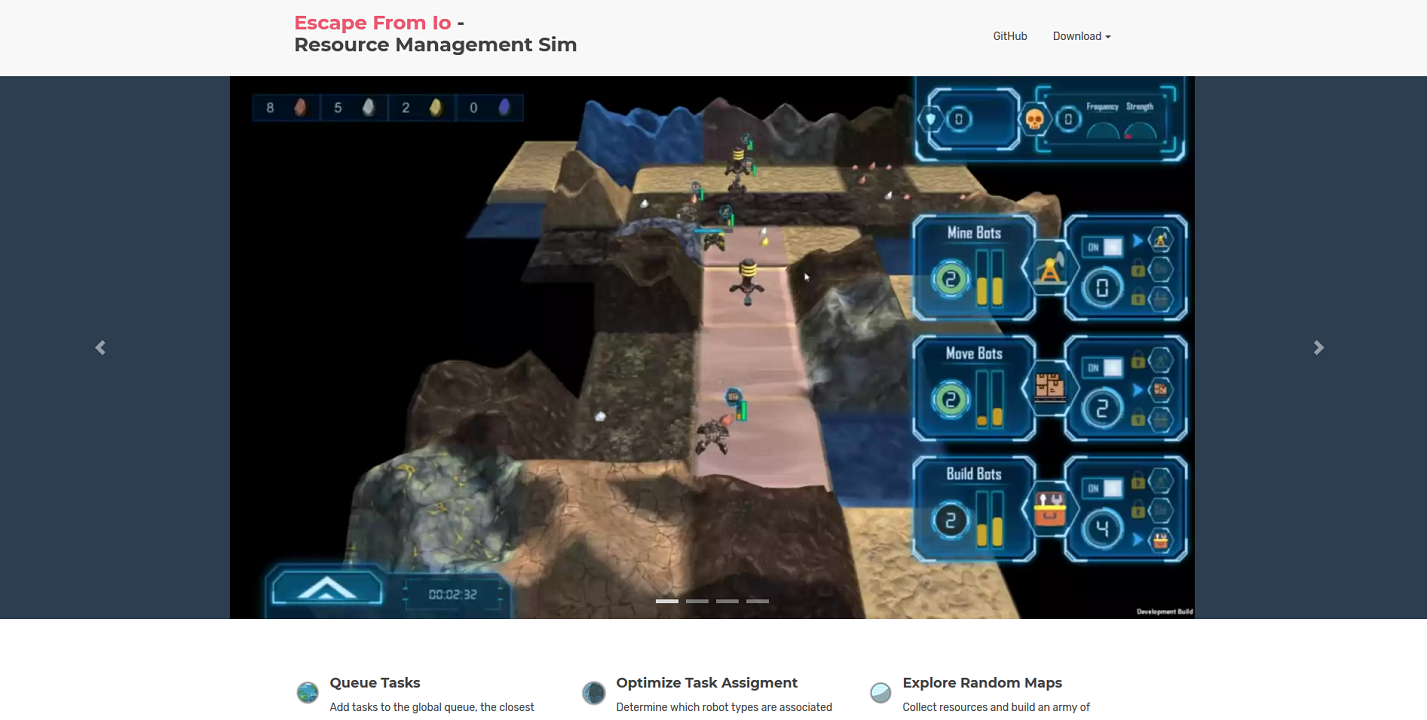 Escape From Io -
Resource Management Sim
GitHub
Download
8 5 2 0
0 0 Frequency Strength
Mine Bots
2 ON 0
Move Bots
2 ON 2
Build Bots
2 ON 4
00:02:32
Development Build
Queue Tasks
Add tasks to the global queue, the closest
Optimize Task Assigment
Determine which robot types are associated
Explore Random Maps
Collect resources and build an army of